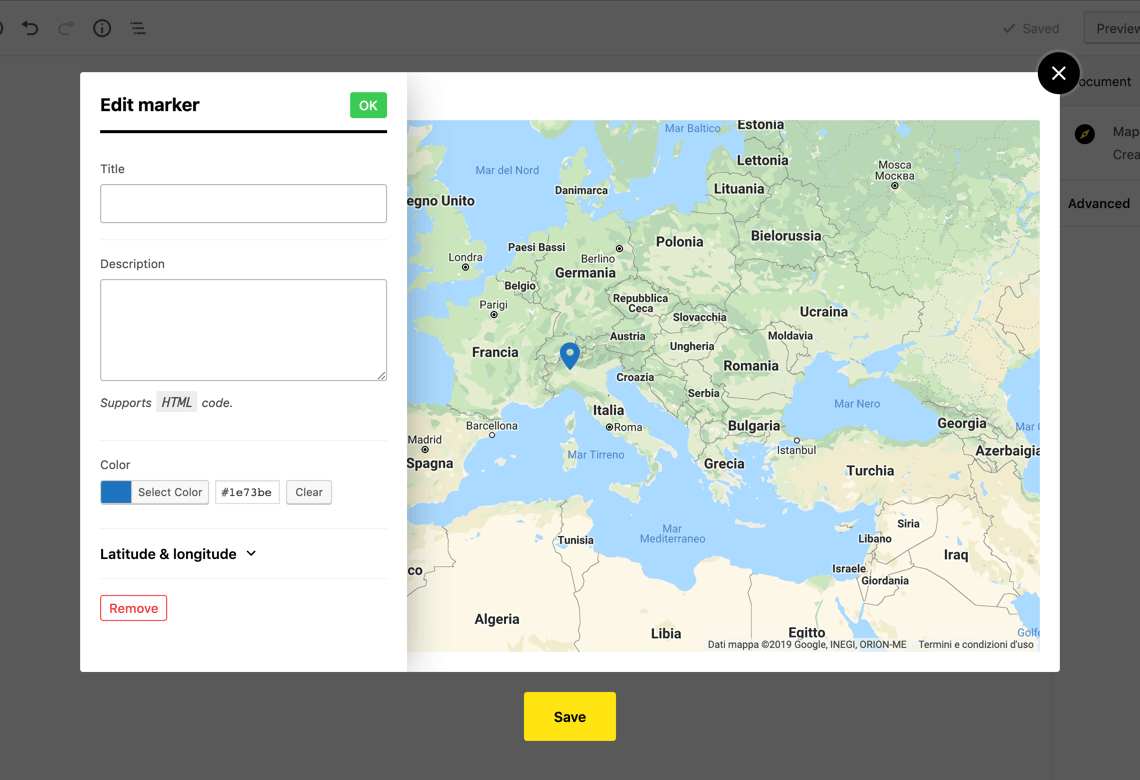 Saved
Preview
Document
Map
Crea
Advanced
Edit marker
OK
Title
Description
Supports HTML code.
Color
Select Color
#1e73be
Clear
Latitude & longitude
Remove
Mar Baltico
Estonia
Lettonia
Mar del Nord
Mosca
Москва
Danimarca
Lituania
egno Unito
Bielorussia
Polonia
Paesi Bassi
Berlino
Londra
Germania
Belgio
Parigi
Repubblica
Ceca
Slovacchia
Ucraina
Austria
Moldavia
Ungheria
Francia
Romania
Croazia
Serbia
Mar Nero
Italia
Barcellona
Roma
Bulgaria
Georgia
Mar C
Madrid
Istanbul
Azerbaigia
Mar Tirreno
Spagna
Grecia
Turchia
Siria
Mar
Mediterraneo
Tunisia
Libano
Iraq
co
Israele
Giordania
Algeria
Libia
Egitto
Golfe
Dati mappa ©2019 Google, INEGI, ORION-ME
Termini e condizioni d'uso
Save